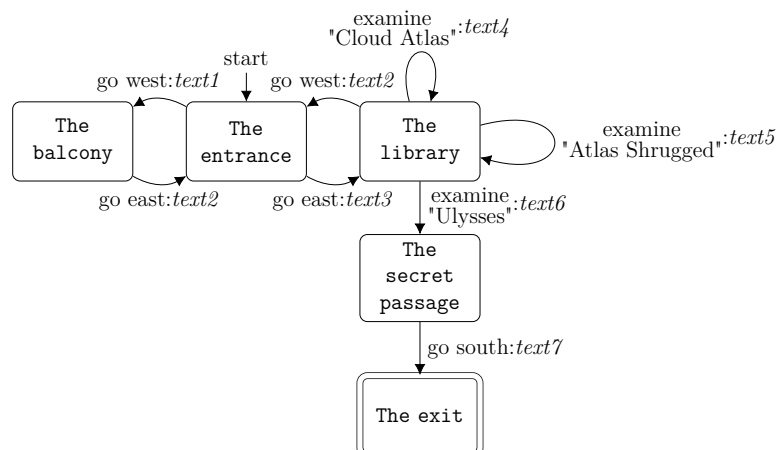 examine
"Cloud Atlas":text4
start
go west:text1
go west:text2
The
balcony
The
entrance
The
library
examine
"Atlas Shrugged":text5
go east:text2
go east:text3
examine
"Ulysses":text6
The
secret
passage
go south:text7
The exit